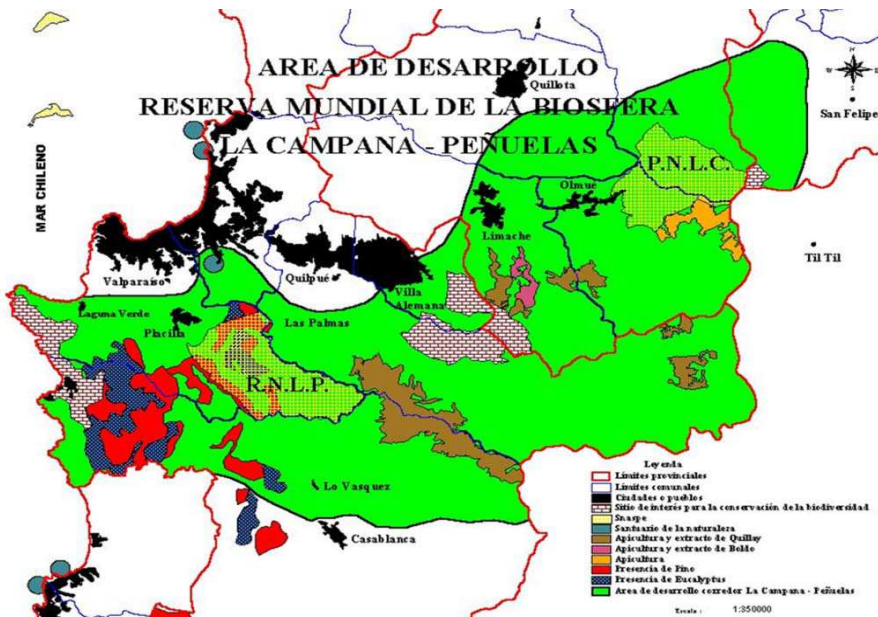 AREA DE DESARROLLO
Quillota
RESERVA MUNDIAL DE LA BIOSFERA
LA CAMPANA - PEÑUELAS
N
W
E
S
San Felipe
P.N.L.C.
MAR CHILENO
Olmué
Limache
Til Til
Valparaíso
Quilpué
Villa
Alemana
Laguna Verde
Placilla
Las Palmas
R.N.L.P.
Lo Vasquez
Casablanca
Leyenda
Límites provinciales
Límites comunales
Ciudades o pueblos
Sitio de interés para la conservación de la biodiversidad
Snaspe
Santuario de la naturaleza
Apicultura y extracto de Quillay
Apicultura y extracto de Boldo
Apicultura
Presencia de Pino
Presencia de Eucalyptus
Area de desarrollo corredor La Campana - Peñuelas
Escala : 1:350000